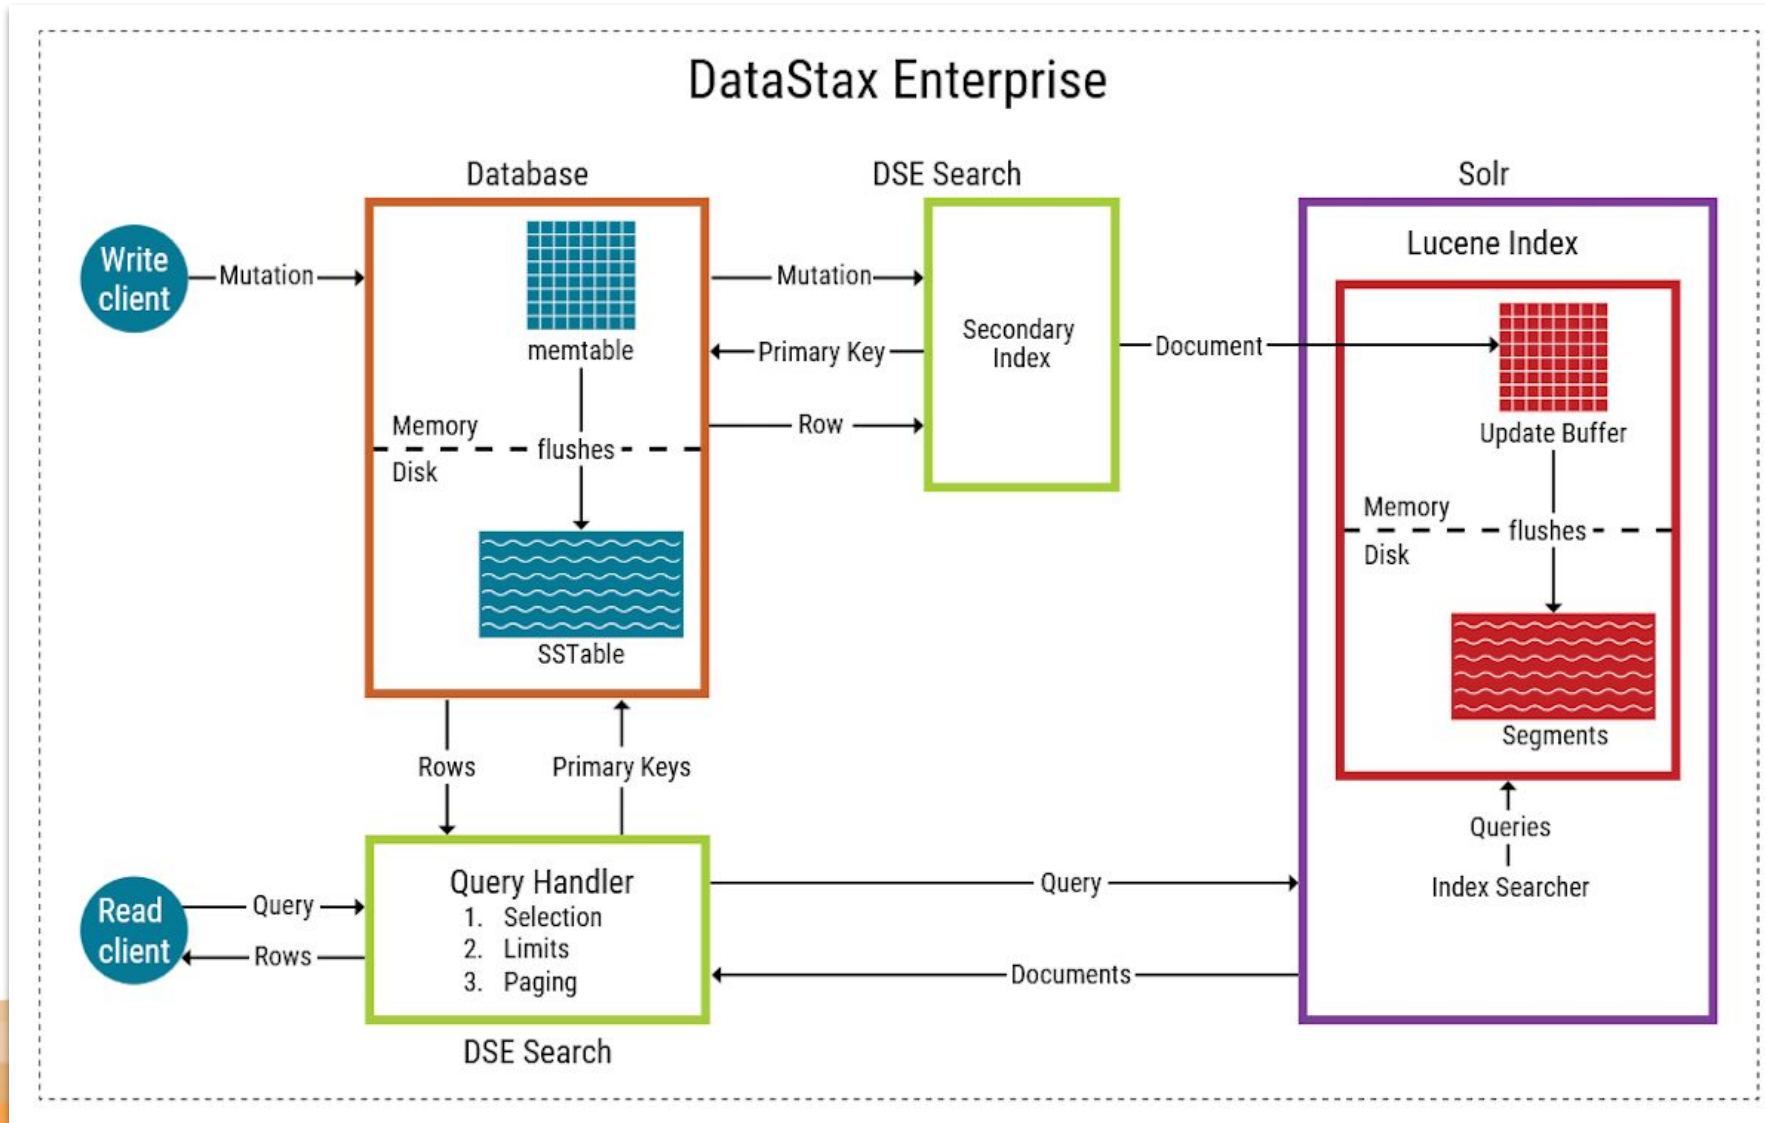 DataStax Enterprise
Database
DSE Search
Solr
Write
client
Mutation
memtable
Memory
flushes
Disk
SSTable
Mutation
Primary Key
Row
Secondary
Index
Document
Lucene Index
Update Buffer
Memory
flushes
Disk
Segments
Queries
Index Searcher
Rows
Primary Keys
Read
client
Query
Rows
Query Handler
1. Selection
2. Limits
3. Paging
DSE Search
Query
Documents